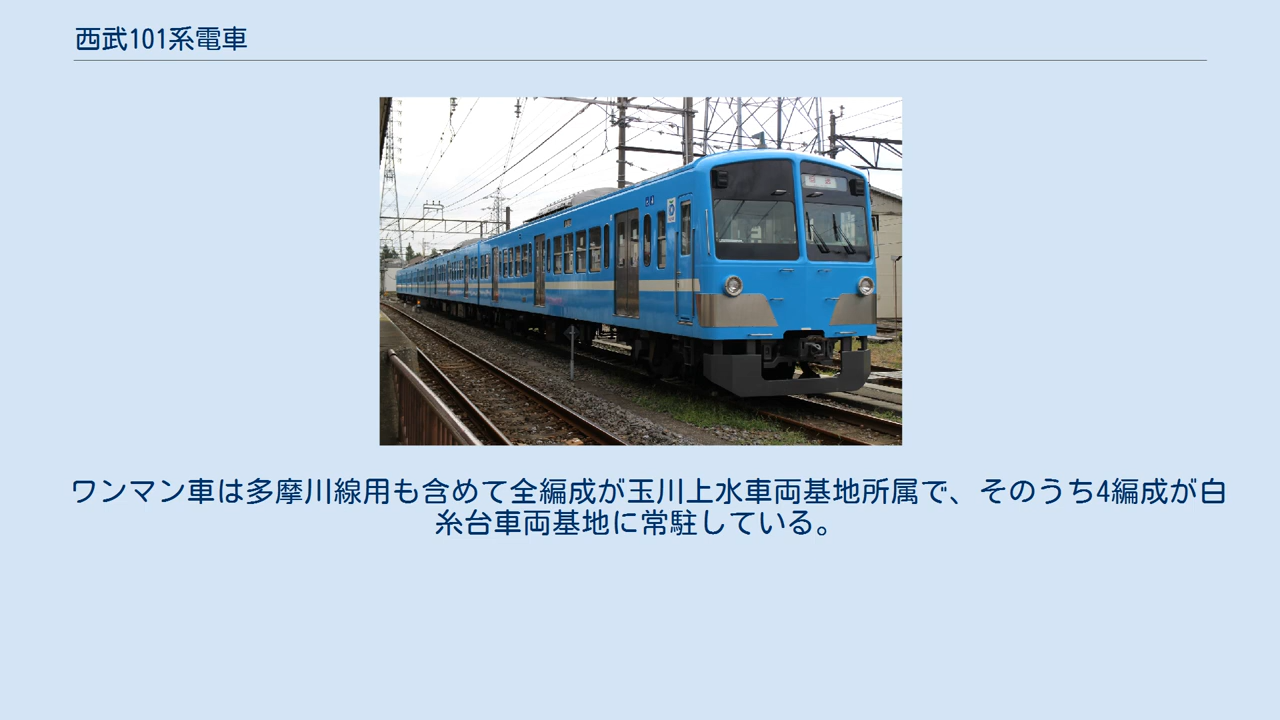 西武101系電車
ワンマン車は多摩川線用も含めて全編成が玉川上水車両基地所属で、そのうち4編成が白
糸台車両基地に常駐している。